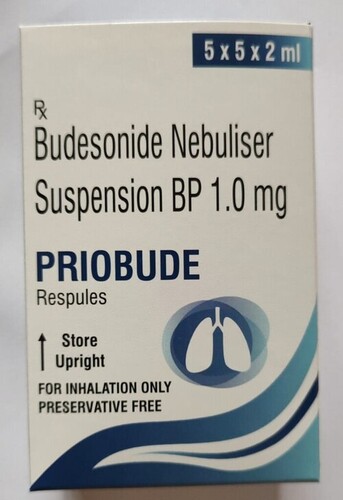 5 x 5 x 2 ml
Rx
Budesonide Nebuliser
Suspension BP 1.0 mg
PRIOBUDE
Respules
Store
Upright
FOR INHALATION ONLY
PRESERVATIVE FREE